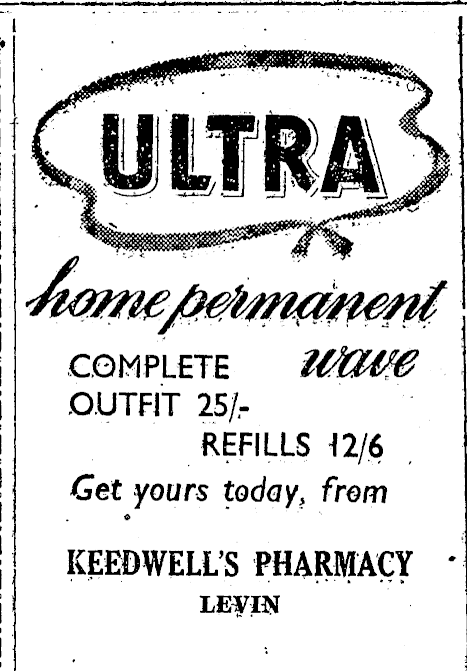 ULTRA
home permanent
wave
COMPLETE
OUTFIT 25/-
REFILLS 12/6
Get yours today, from
KEEDWELL'S PHARMACY
LEVIN